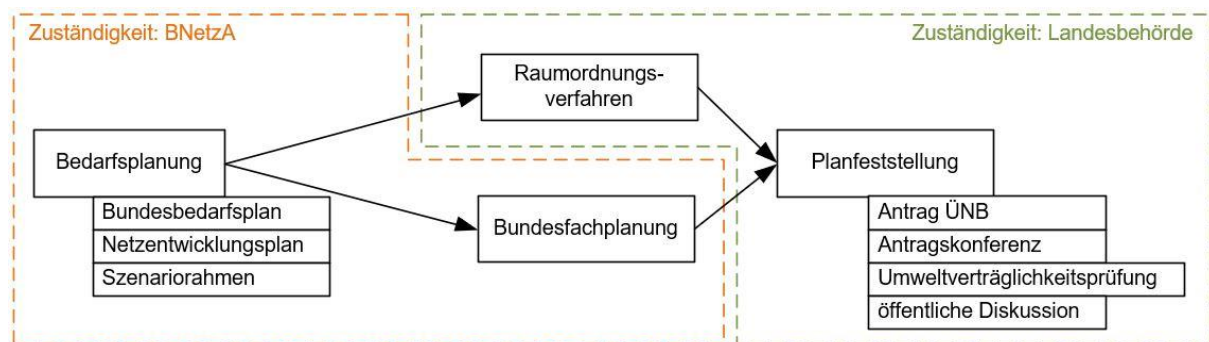 Zuständigkeit: BNetzA
Zuständigkeit: Landesbehörde
Raumordnungs-
verfahren
Bedarfsplanung
Bundesbedarfsplan
Netzentwicklungsplan
Szenariorahmen
Bundesfachplanung
Planfeststellung
Antrag ÜNB
Antragskonferenz
Umweltverträglichkeitsprüfung
öffentliche Diskussion